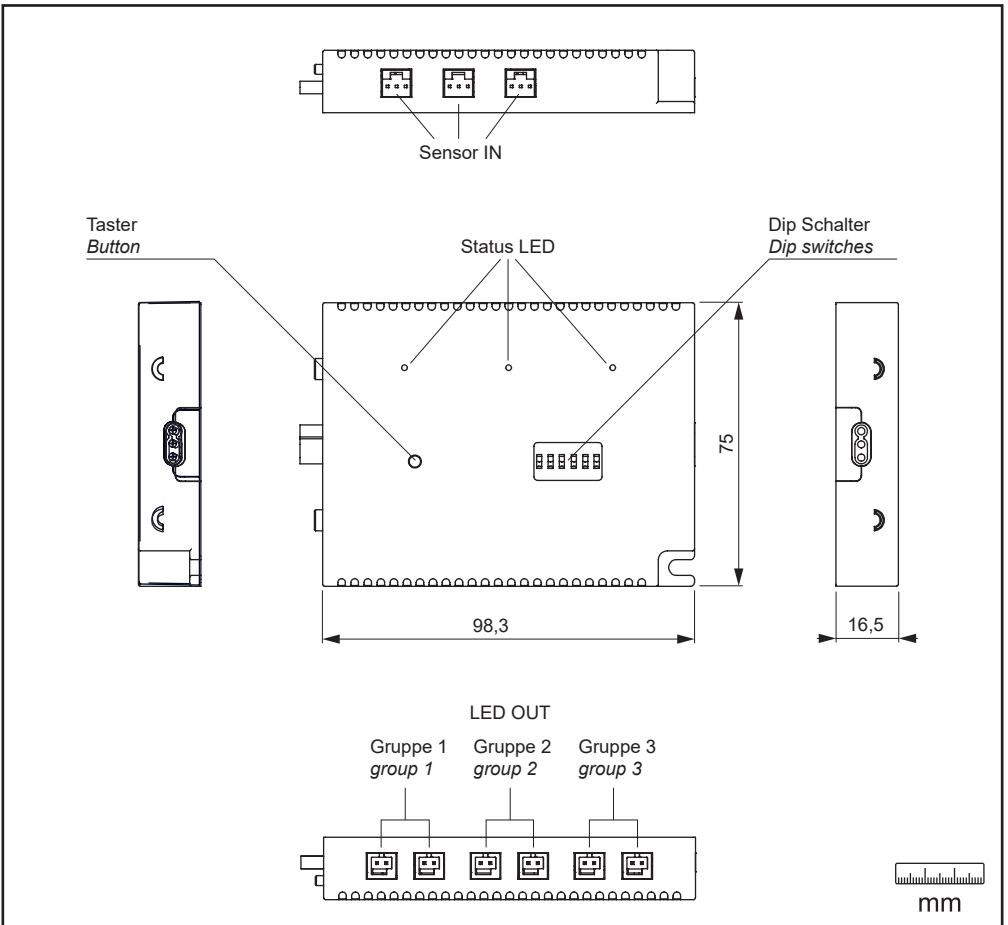 Sensor IN
Taster
Button
Status LED
Dip Schalter
Dip switches
75
98,3
16,5
LED OUT
Gruppe 1
group 1
Gruppe 2
group 2
Gruppe 3
group 3
mm